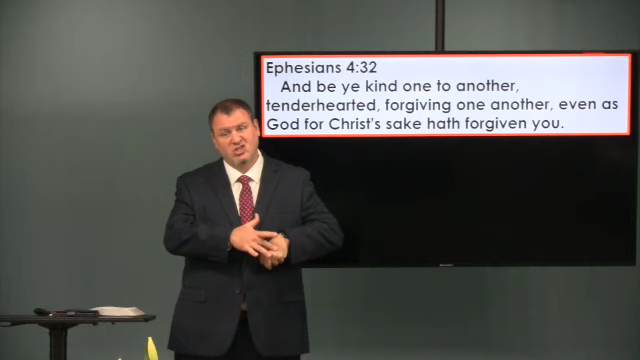 Ephesians 4:32
And be ye kind one to another,
tenderhearted, forgiving one another, even as
God for Christ's sake hath forgiven you.